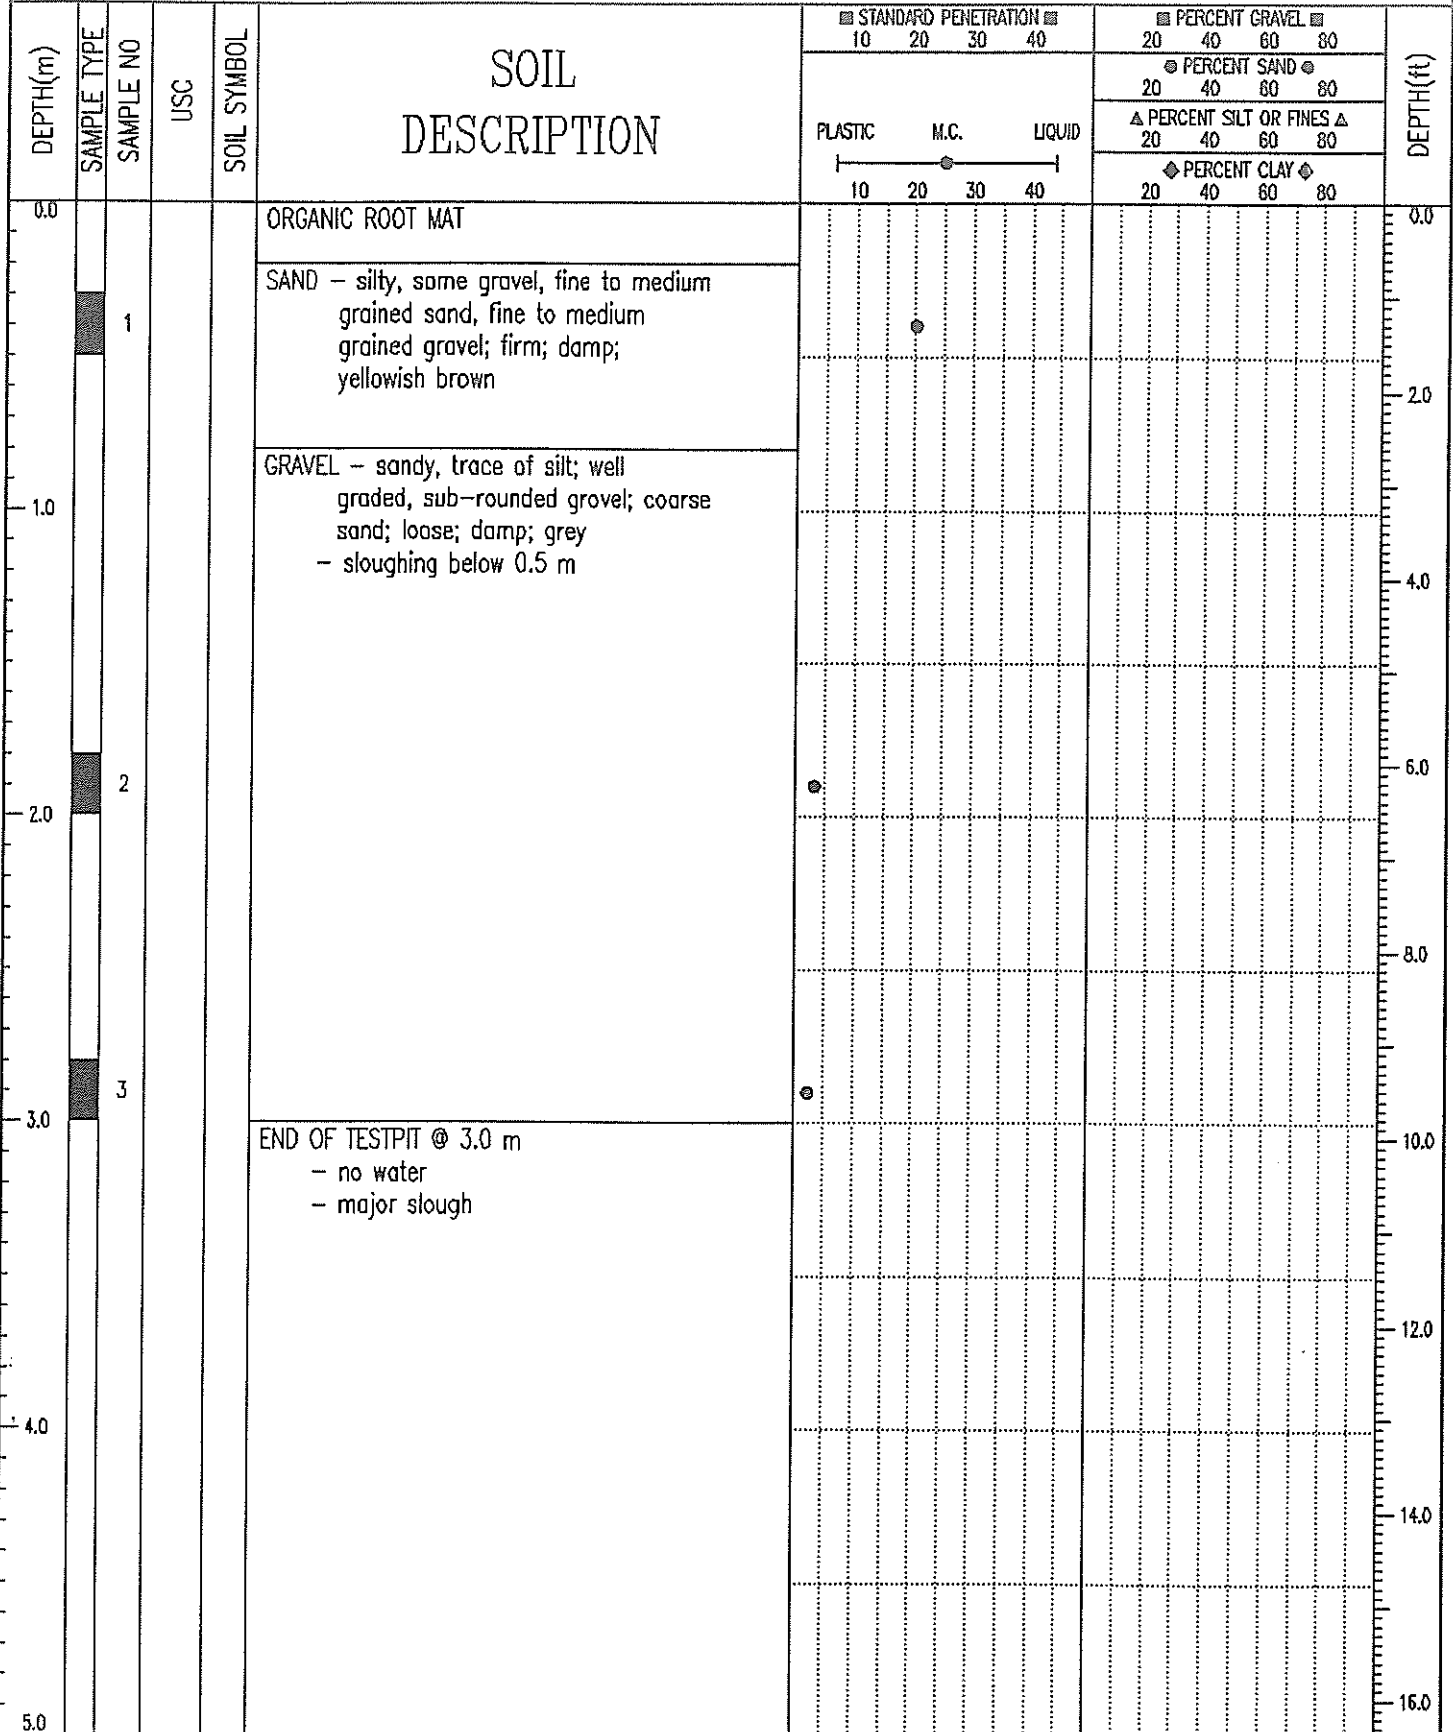 DEPTH(m)
SAMPLE TYPE
SAMPLE NO
USC
SOIL SYMBOL
SOIL
DESCRIPTION
STANDARD PENETRATION
10 20 30 40
PLASTIC M.C. LIQUID
10 20 30 40
PERCENT GRAVEL
20 40 60 80
PERCENT SAND
20 40 60 80
PERCENT SILT OR FINES
20 40 60 80
PERCENT CLAY
20 40 60 80
DEPTH(ft)
0.0
ORGANIC ROOT MAT
0.0
SAND – silty, some gravel, fine to medium
1
grained sand, fine to medium
grained gravel; firm; damp;
yellowish brown
2.0
GRAVEL – sandy, trace of silt; well
1.0
graded, sub–rounded gravel; coarse
sand; loose; damp; grey
– sloughing below 0.5 m
4.0
6.0
2
2.0
8.0
3
3.0
END OF TESTPIT @ 3.0 m
10.0
– no water
– major slough
12.0
4.0
14.0
16.0
5.0